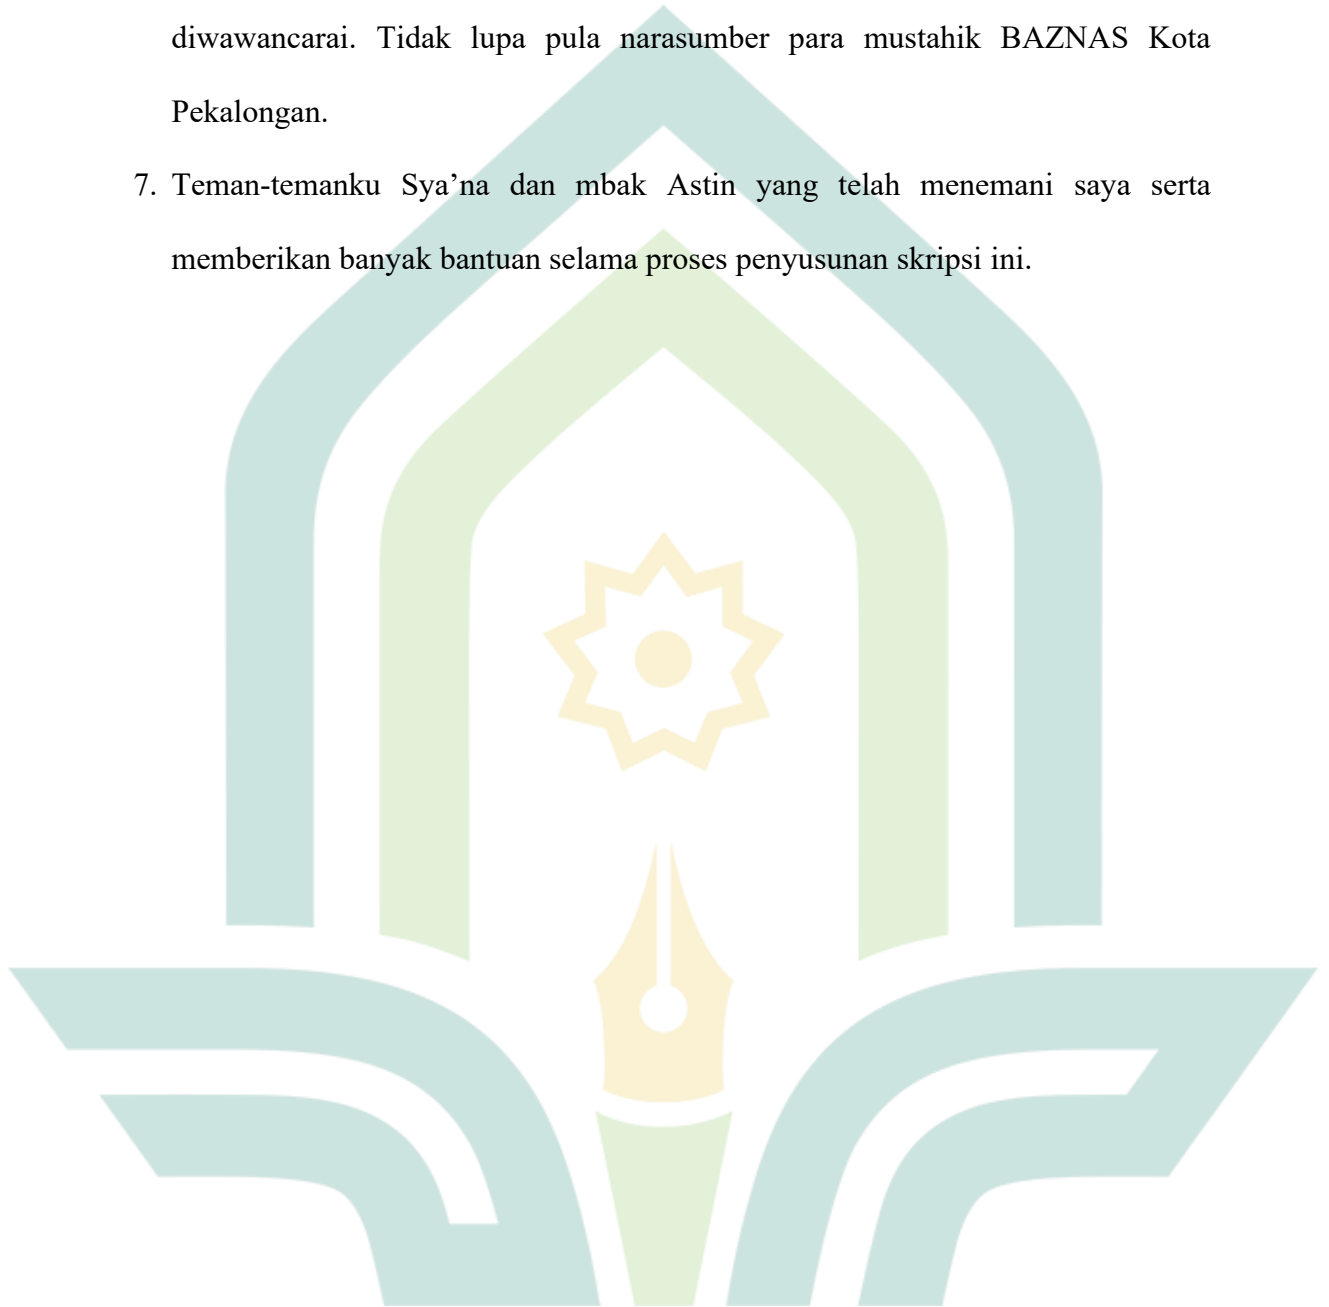 diwawancarai. Tidak lupa pula narasumber para mustahik BAZNAS Kota
Pekalongan.
7. Teman-temanku Sya’na dan mbak Astin yang telah menemani saya serta
memberikan banyak bantuan selama proses penyusunan skripsi ini.